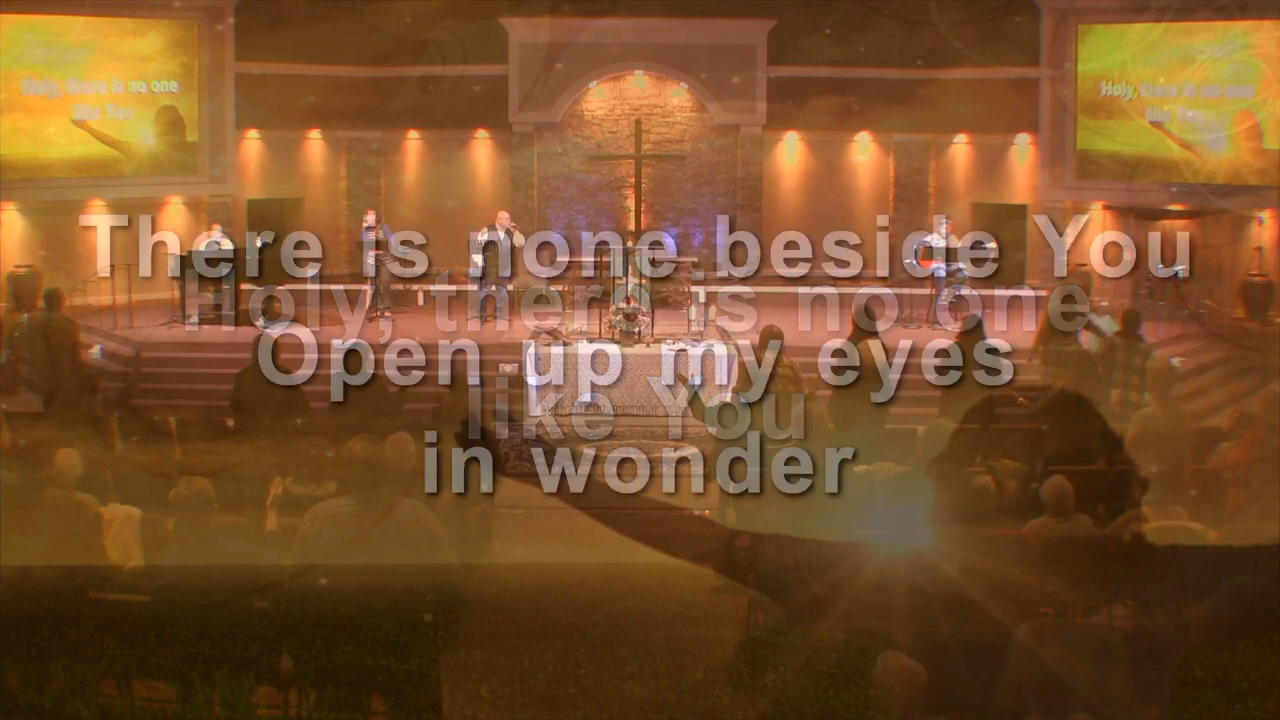 Holy, there is no one
like You
Holy, there is no one
like You
There is none beside You
Holy, there is no one
Open up my eyes
like You
in wonder